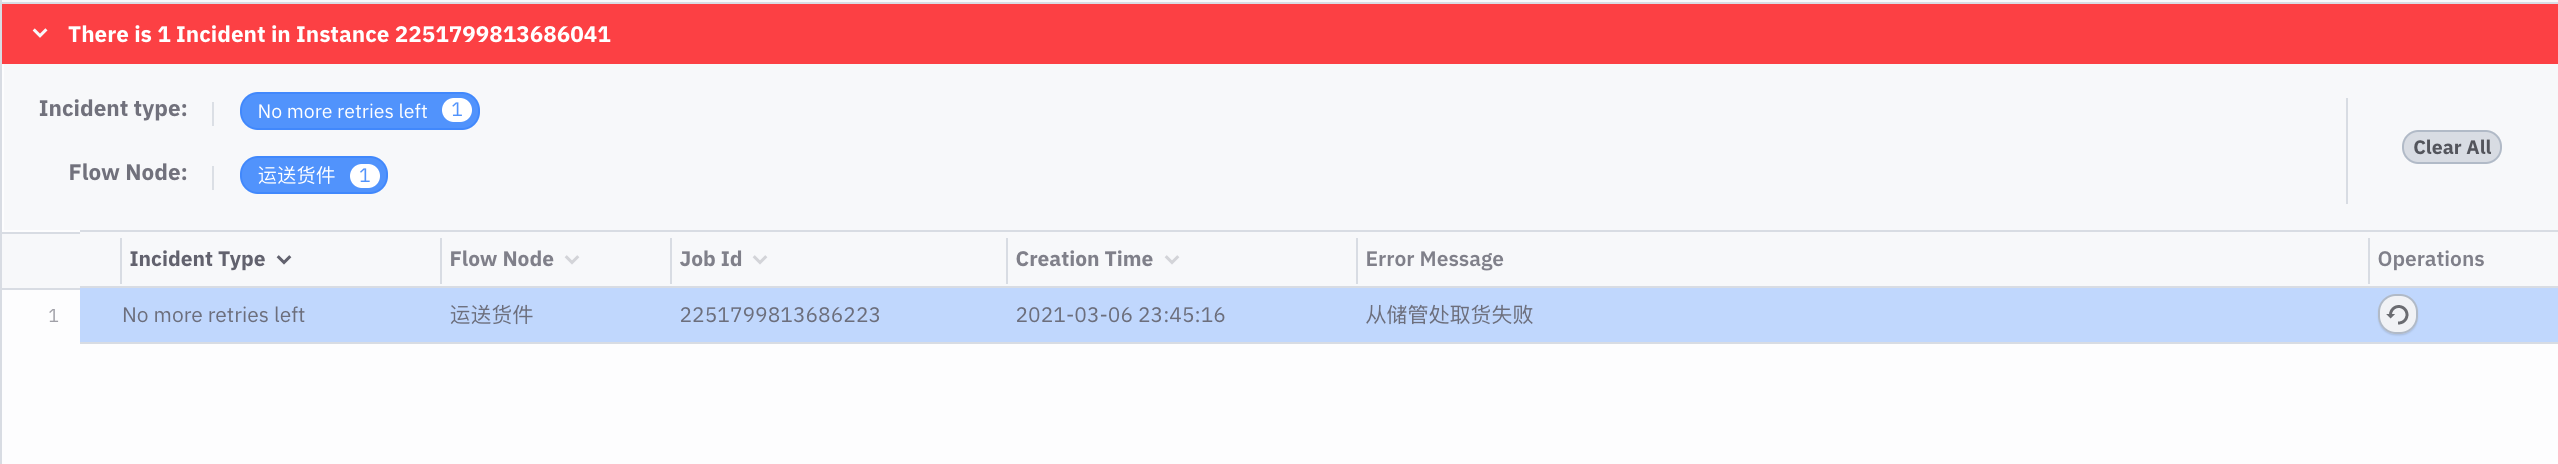 There is 1 Incident in Instance 2251799813686041
Incident type: No more retries left 1
Flow Node: 运送货件 1
Clear All
Incident Type Flow Node Job Id Creation Time Error Message Operations
1 No more retries left 运送货件 2251799813686223 2021-03-06 23:45:16 从储管处取货失败